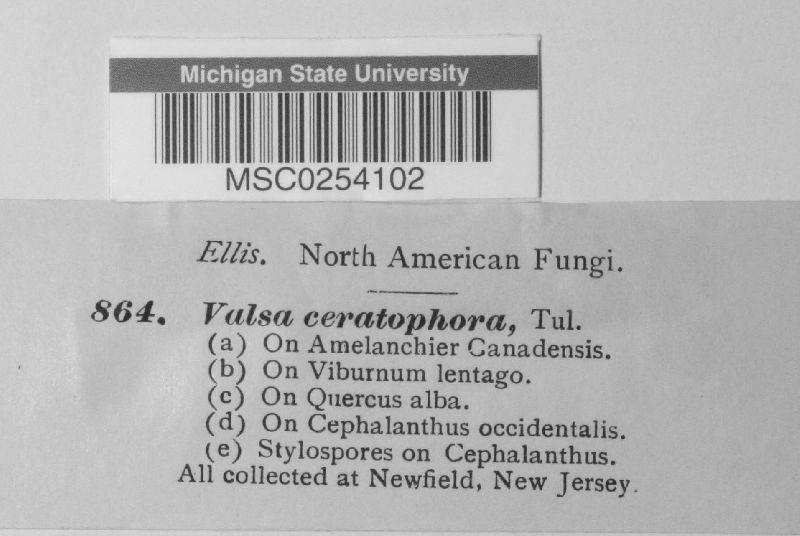 Michigan State University
MSC0254102
Ellis. North American Fungi.
864. Valsa ceratophora, Tul.
(a) On Amelanchier Canadensis.
(b) On Viburnum lentago.
(c) On Quercus alba.
(d) On Cephalanthus occidentalis.
(e) Stylospores on Cephalanthus.
All collected at Newfield, New Jersey.